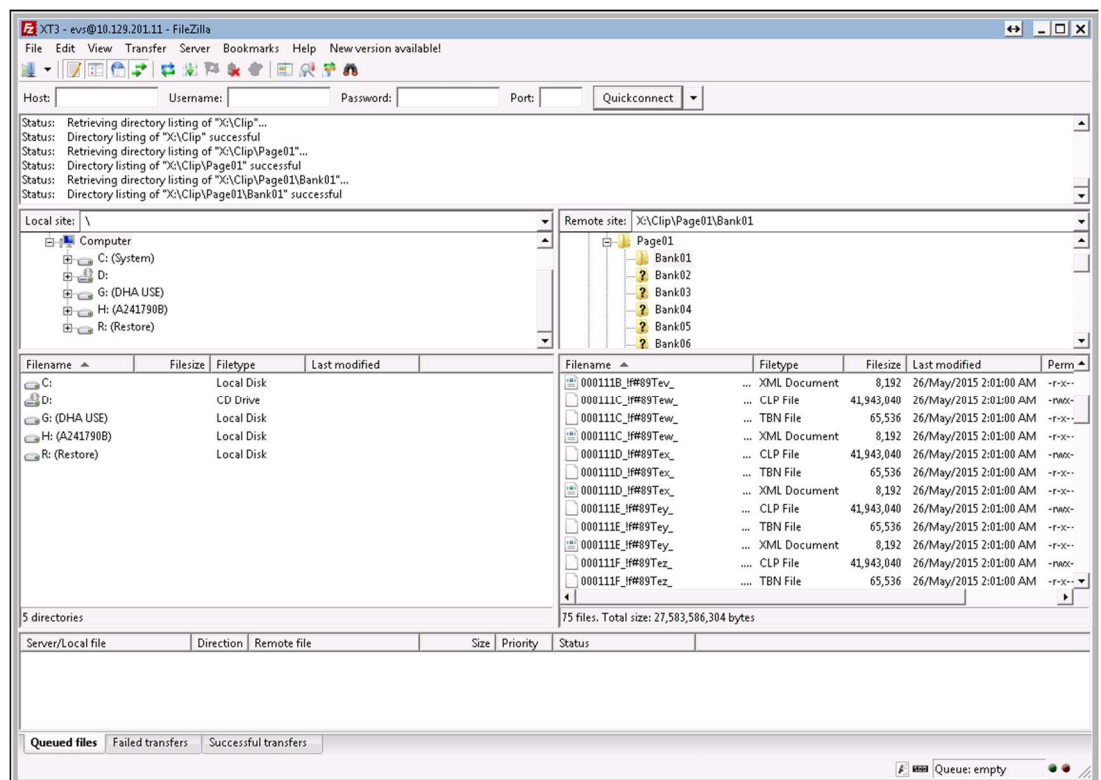 XT3 - evs@10.129.201.11 - FileZilla
File Edit View Transfer Server Bookmarks Help New version available!
Host: Username: Password: Port: Quickconnect
Status: Retrieving directory listing of "X:\Clip"...
Status: Directory listing of "X:\Clip" successful
Status: Retrieving directory listing of "X:\Clip\Page01"...
Status: Directory listing of "X:\Clip\Page01" successful
Status: Retrieving directory listing of "X:\Clip\Page01\Bank01"...
Status: Directory listing of "X:\Clip\Page01\Bank01" successful
Local site: \
Computer
C: (System)
D:
G: (DHA USE)
H: (A241790B)
R: (Restore)
Filename Filesize Filetype Last modified
C: Local Disk
D: CD Drive
G: (DHA USE) Local Disk
H: (A241790B) Local Disk
R: (Restore) Local Disk
5 directories
Remote site: X:\Clip\Page01\Bank01
Page01
Bank01
Bank02
Bank03
Bank04
Bank05
Bank06
Filename Filetype Filesize Last modified Perm
000111B_!f#89Tev_ ... XML Document 8,192 26/May/2015 2:01:00 AM -r-x--
000111C_!f#89Tew_ ... CLP File 41,943,040 26/May/2015 2:01:00 AM -rwx-
000111C_!f#89Tew_ ... TBN File 65,536 26/May/2015 2:01:00 AM -r-x--
000111C_!f#89Tew_ ... XML Document 8,192 26/May/2015 2:01:00 AM -r-x--
000111D_!f#89Tex_ ... CLP File 41,943,040 26/May/2015 2:01:00 AM -rwx-
000111D_!f#89Tex_ ... TBN File 65,536 26/May/2015 2:01:00 AM -r-x--
000111D_!f#89Tex_ ... XML Document 8,192 26/May/2015 2:01:00 AM -r-x--
000111E_!f#89Tey_ ... CLP File 41,943,040 26/May/2015 2:01:00 AM -rwx-
000111E_!f#89Tey_ ... TBN File 65,536 26/May/2015 2:01:00 AM -r-x--
000111E_!f#89Tey_ ... XML Document 8,192 26/May/2015 2:01:00 AM -r-x--
000111F_!f#89Tez_ .... CLP File 41,943,040 26/May/2015 2:01:00 AM -rwx-
000111F_!f#89Tez_ .... TBN File 65,536 26/May/2015 2:01:00 AM -r-x--
75 files. Total size: 27,583,586,304 bytes
Server/Local file Direction Remote file Size Priority Status
Queued files Failed transfers Successful transfers
Queue: empty